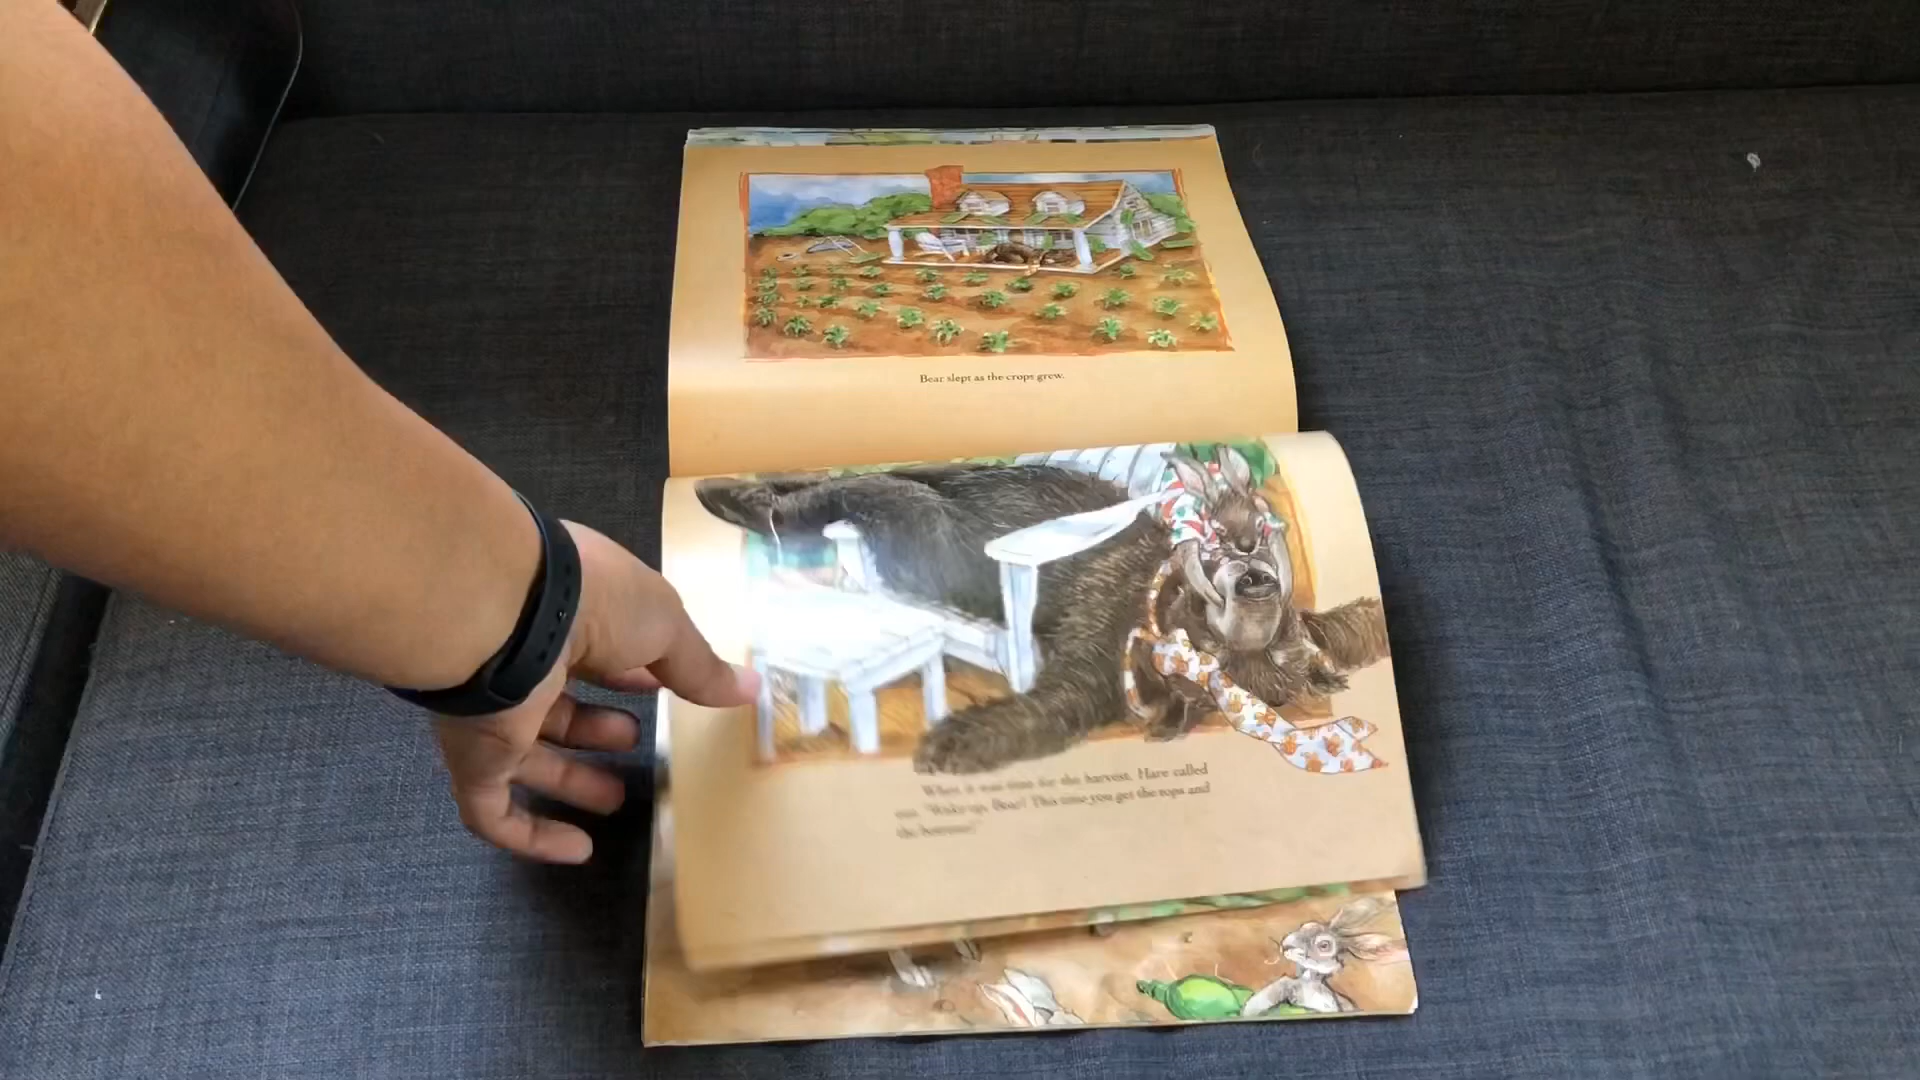 Bear slept as the crops grew.
When it was time for the harvest, Hare called
out, "Wake up, Bear! This time you get the tops and
the bottoms!"